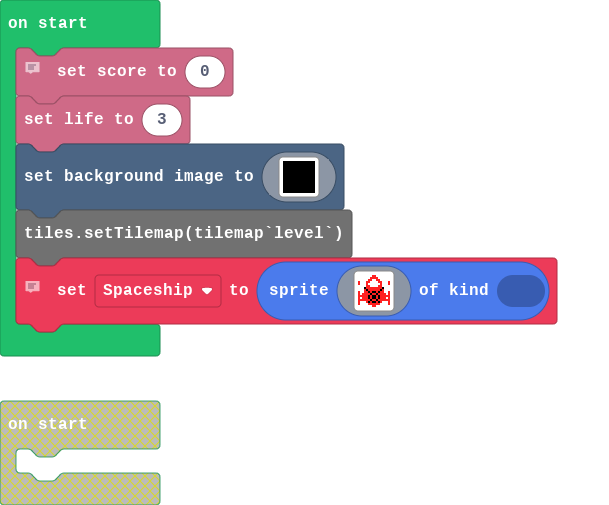 on start
set score to 0
set life to 3
set background image to
tiles.setTilemap(tilemap`level`)
set Spaceship to sprite of kind
on start